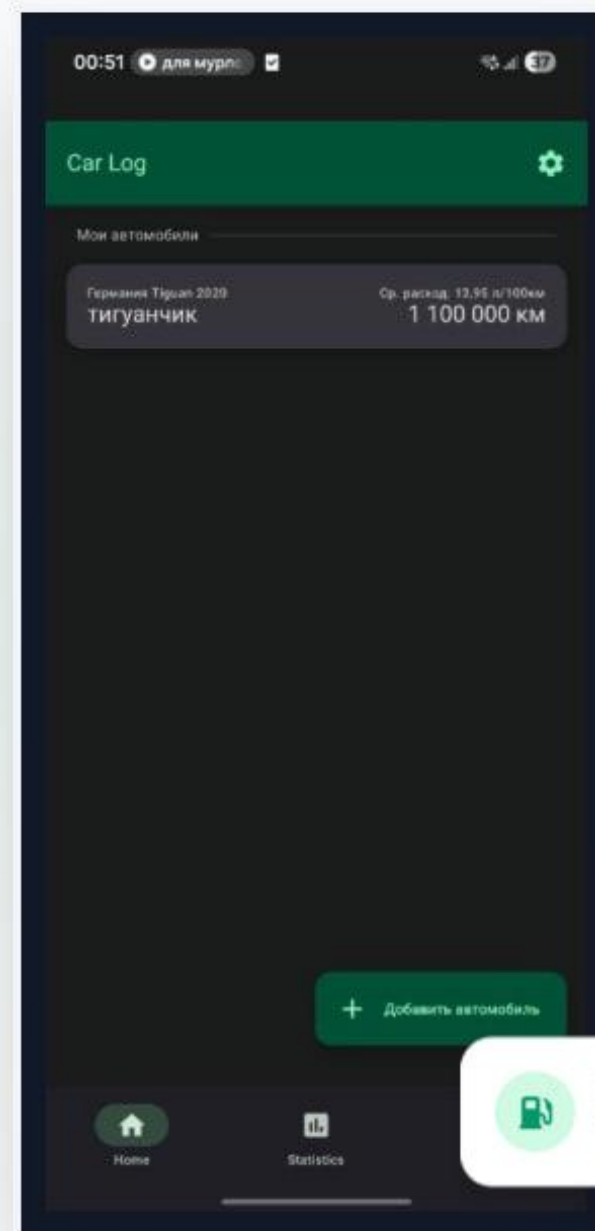 00:51 для мурл 37
Car Log
Мои автомобили
Германия Tiguan 2020
Ср. расход: 13,95 л/100км
тигуанчик
1 100 000 км
+ Добавить автомобиль
Home
Statistics